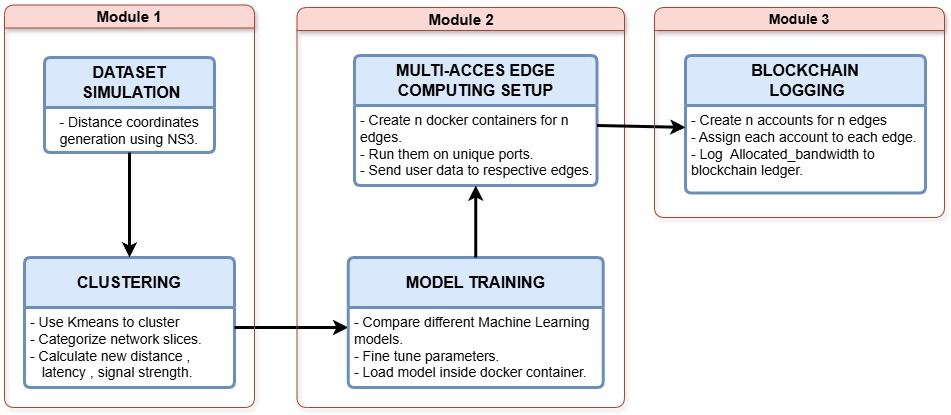 Module 1
DATASET
SIMULATION
- Distance coordinates
generation using NS3.
CLUSTERING
- Use Kmeans to cluster
- Categorize network slices.
- Calculate new distance ,
latency , signal strength.
Module 2
MULTI-ACCES EDGE
COMPUTING SETUP
- Create n docker containers for n
edges.
- Run them on unique ports.
- Send user data to respective edges.
MODEL TRAINING
- Compare different Machine Learning
models.
- Fine tune parameters.
- Load model inside docker container.
Module 3
BLOCKCHAIN
LOGGING
- Create n accounts for n edges
- Assign each account to each edge.
- Log Allocated_bandwidth to
blockchain ledger.